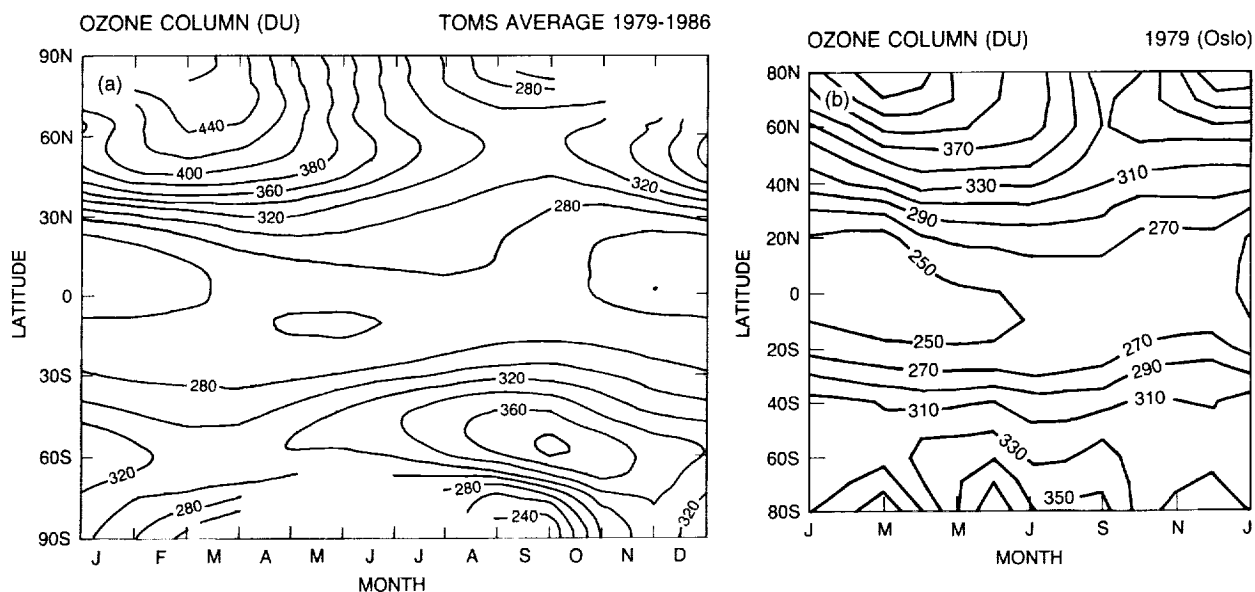 OZONE COLUMN (DU) TOMS AVERAGE 1979-1986
(a)
90N
60N
30N
0
30S
60S
90S
LATITUDE
J F M A M J J A S O N D
MONTH
440
400
380
360
320
280
320
280
280
280
320
360
320
280
280
240
320
OZONE COLUMN (DU) 1979 (Oslo)
(b)
80N
60N
40N
20N
0
20S
40S
60S
80S
LATITUDE
J M M J S N J
MONTH
370
330
310
290
270
250
250
270
270
290
310
310
330
350